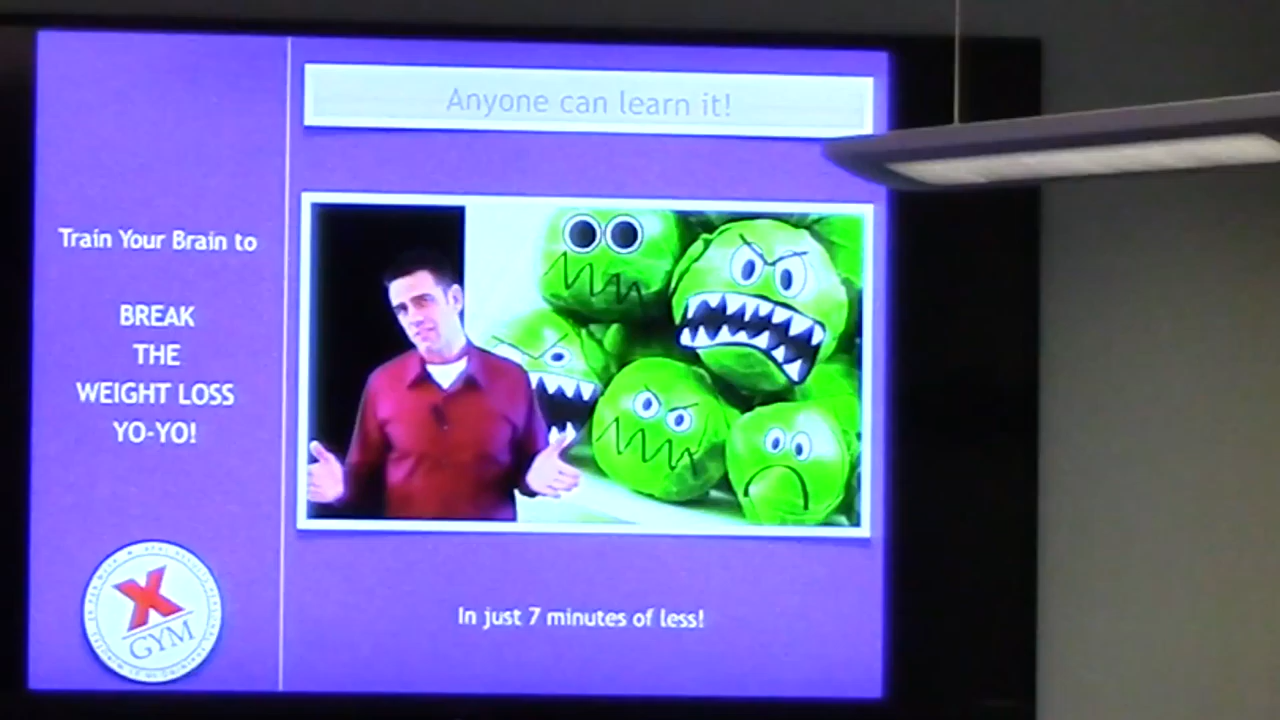 Anyone can learn it!
Train Your Brain to
BREAK
THE
WEIGHT LOSS
YO-YO!
X
GYM
In just 7 minutes of less!